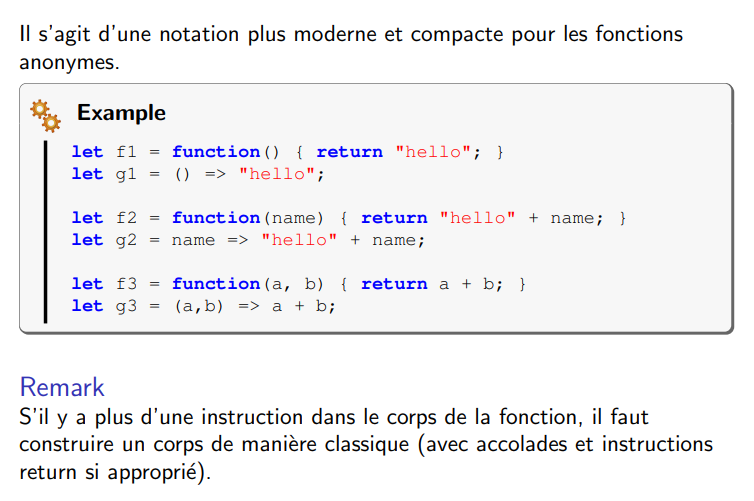 Il s'agit d'une notation plus moderne et compacte pour les fonctions
anonymes.
Example
let f1 = function() { return "hello"; }
let g1 = () => "hello";
let f2 = function(name) { return "hello" + name; }
let g2 = name => "hello" + name;
let f3 = function(a, b) { return a + b; }
let g3 = (a,b) => a + b;
Remark
S'il y a plus d'une instruction dans le corps de la fonction, il faut
construire un corps de manière classique (avec accolades et instructions
return si approprié).